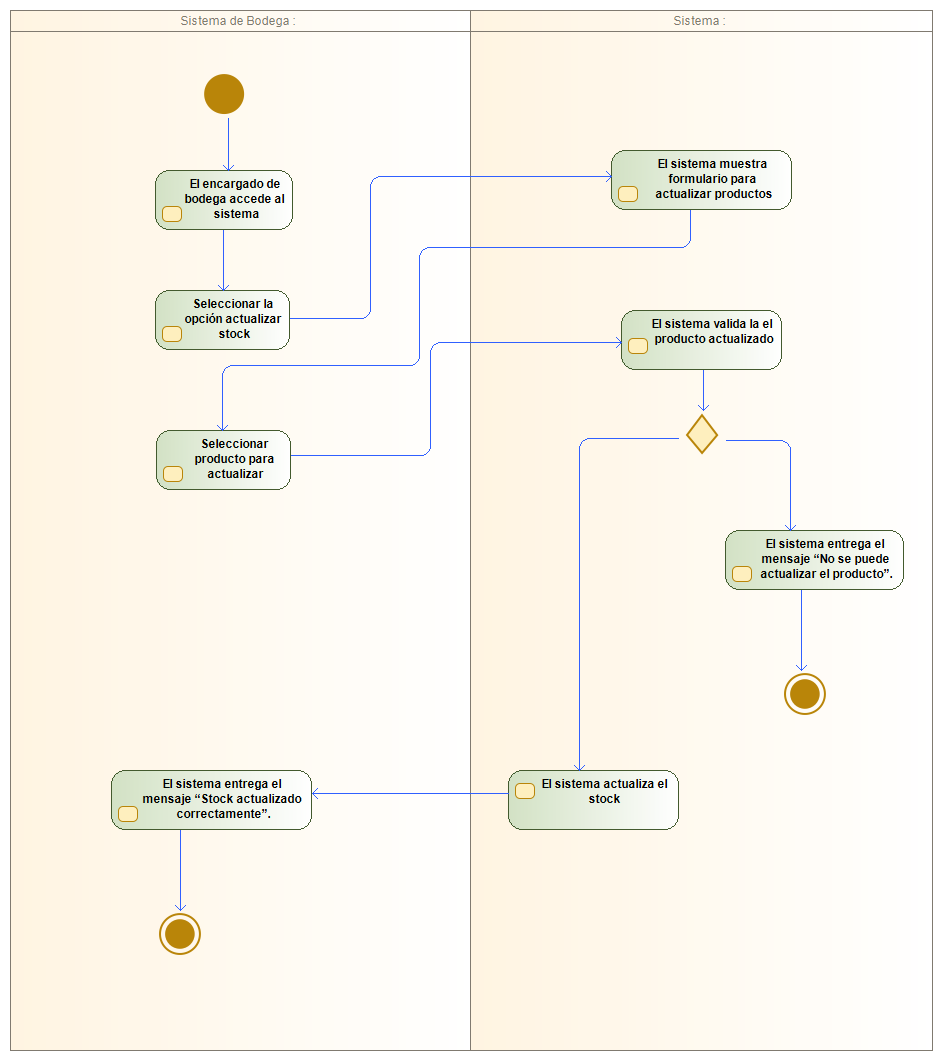 Sistema de Bodega :
Sistema :
El encargado de
bodega accede al
sistema
El sistema muestra
formulario para
actualizar productos
Seleccionar la
opción actualizar
stock
El sistema valida la el
producto actualizado
Seleccionar
producto para
actualizar
El sistema entrega el
mensaje “No se puede
actualizar el producto”.
El sistema actualiza el
stock
El sistema entrega el
mensaje “Stock actualizado
correctamente”.